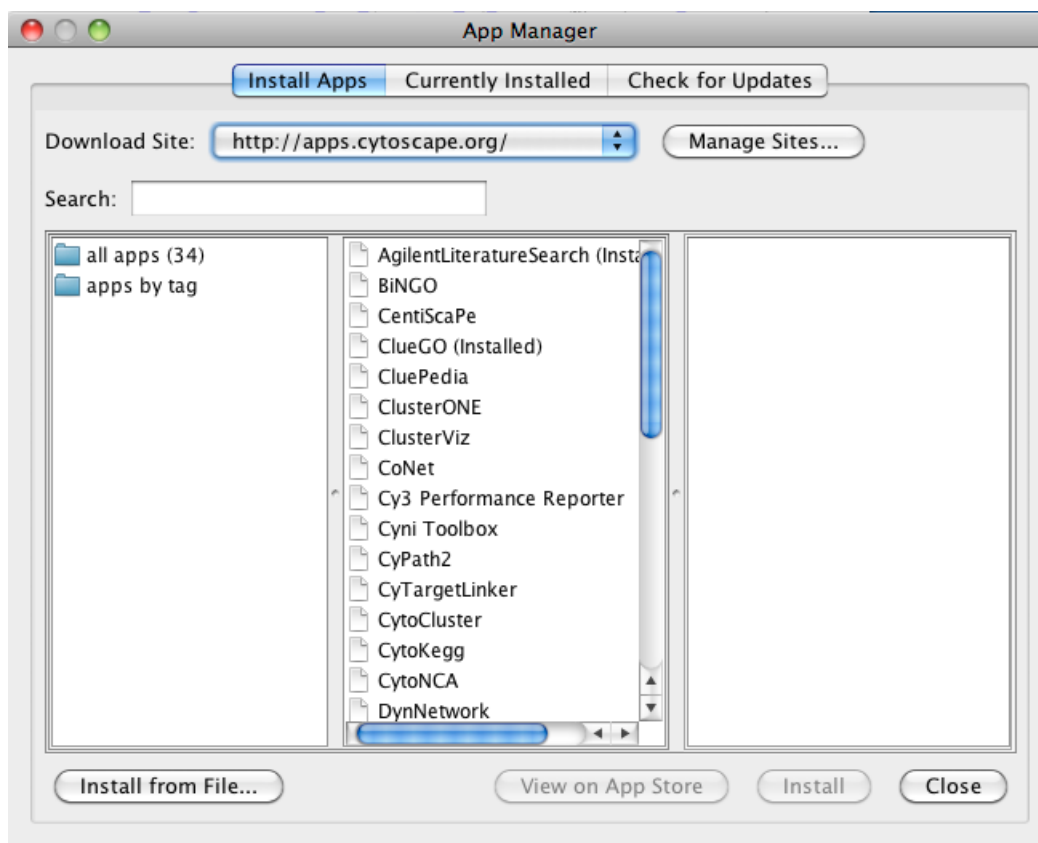 App Manager
Install Apps Currently Installed Check for Updates
Download Site: http://apps.cytoscape.org/ Manage Sites...
Search:
all apps (34)
apps by tag
AgilentLiteratureSearch (Insta
BiNGO
CentiScaPe
ClueGO (Installed)
CluePedia
ClusterONE
ClusterViz
CoNet
Cy3 Performance Reporter
Cyni Toolbox
CyPath2
CyTargetLinker
CytoCluster
CytoKegg
CytoNCA
DynNetwork
Install from File... View on App Store Install Close